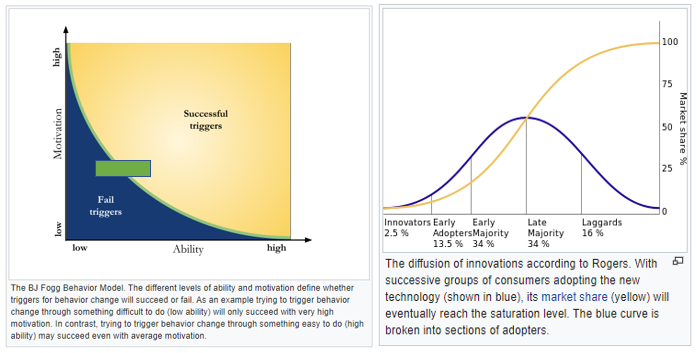 high
Motivation
low
Successful
triggers
Fail
triggers
low
Ability
high
The BJ Fogg Behavior Model. The different levels of ability and motivation define whether
triggers for behavior change will succeed or fail. As an example trying to trigger behavior
change through something difficult to do (low ability) will only succeed with very high
motivation. In contrast, trying to trigger behavior change through something easy to do (high
ability) may succeed even with average motivation.
100
75
50
25
0
Market share %
Innovators
2.5 %
Early
Adopters
13.5 %
Early
Majority
34 %
Late
Majority
34 %
Laggards
16 %
The diffusion of innovations according to Rogers. With
successive groups of consumers adopting the new
technology (shown in blue), its market share (yellow) will
eventually reach the saturation level. The blue curve is
broken into sections of adopters.